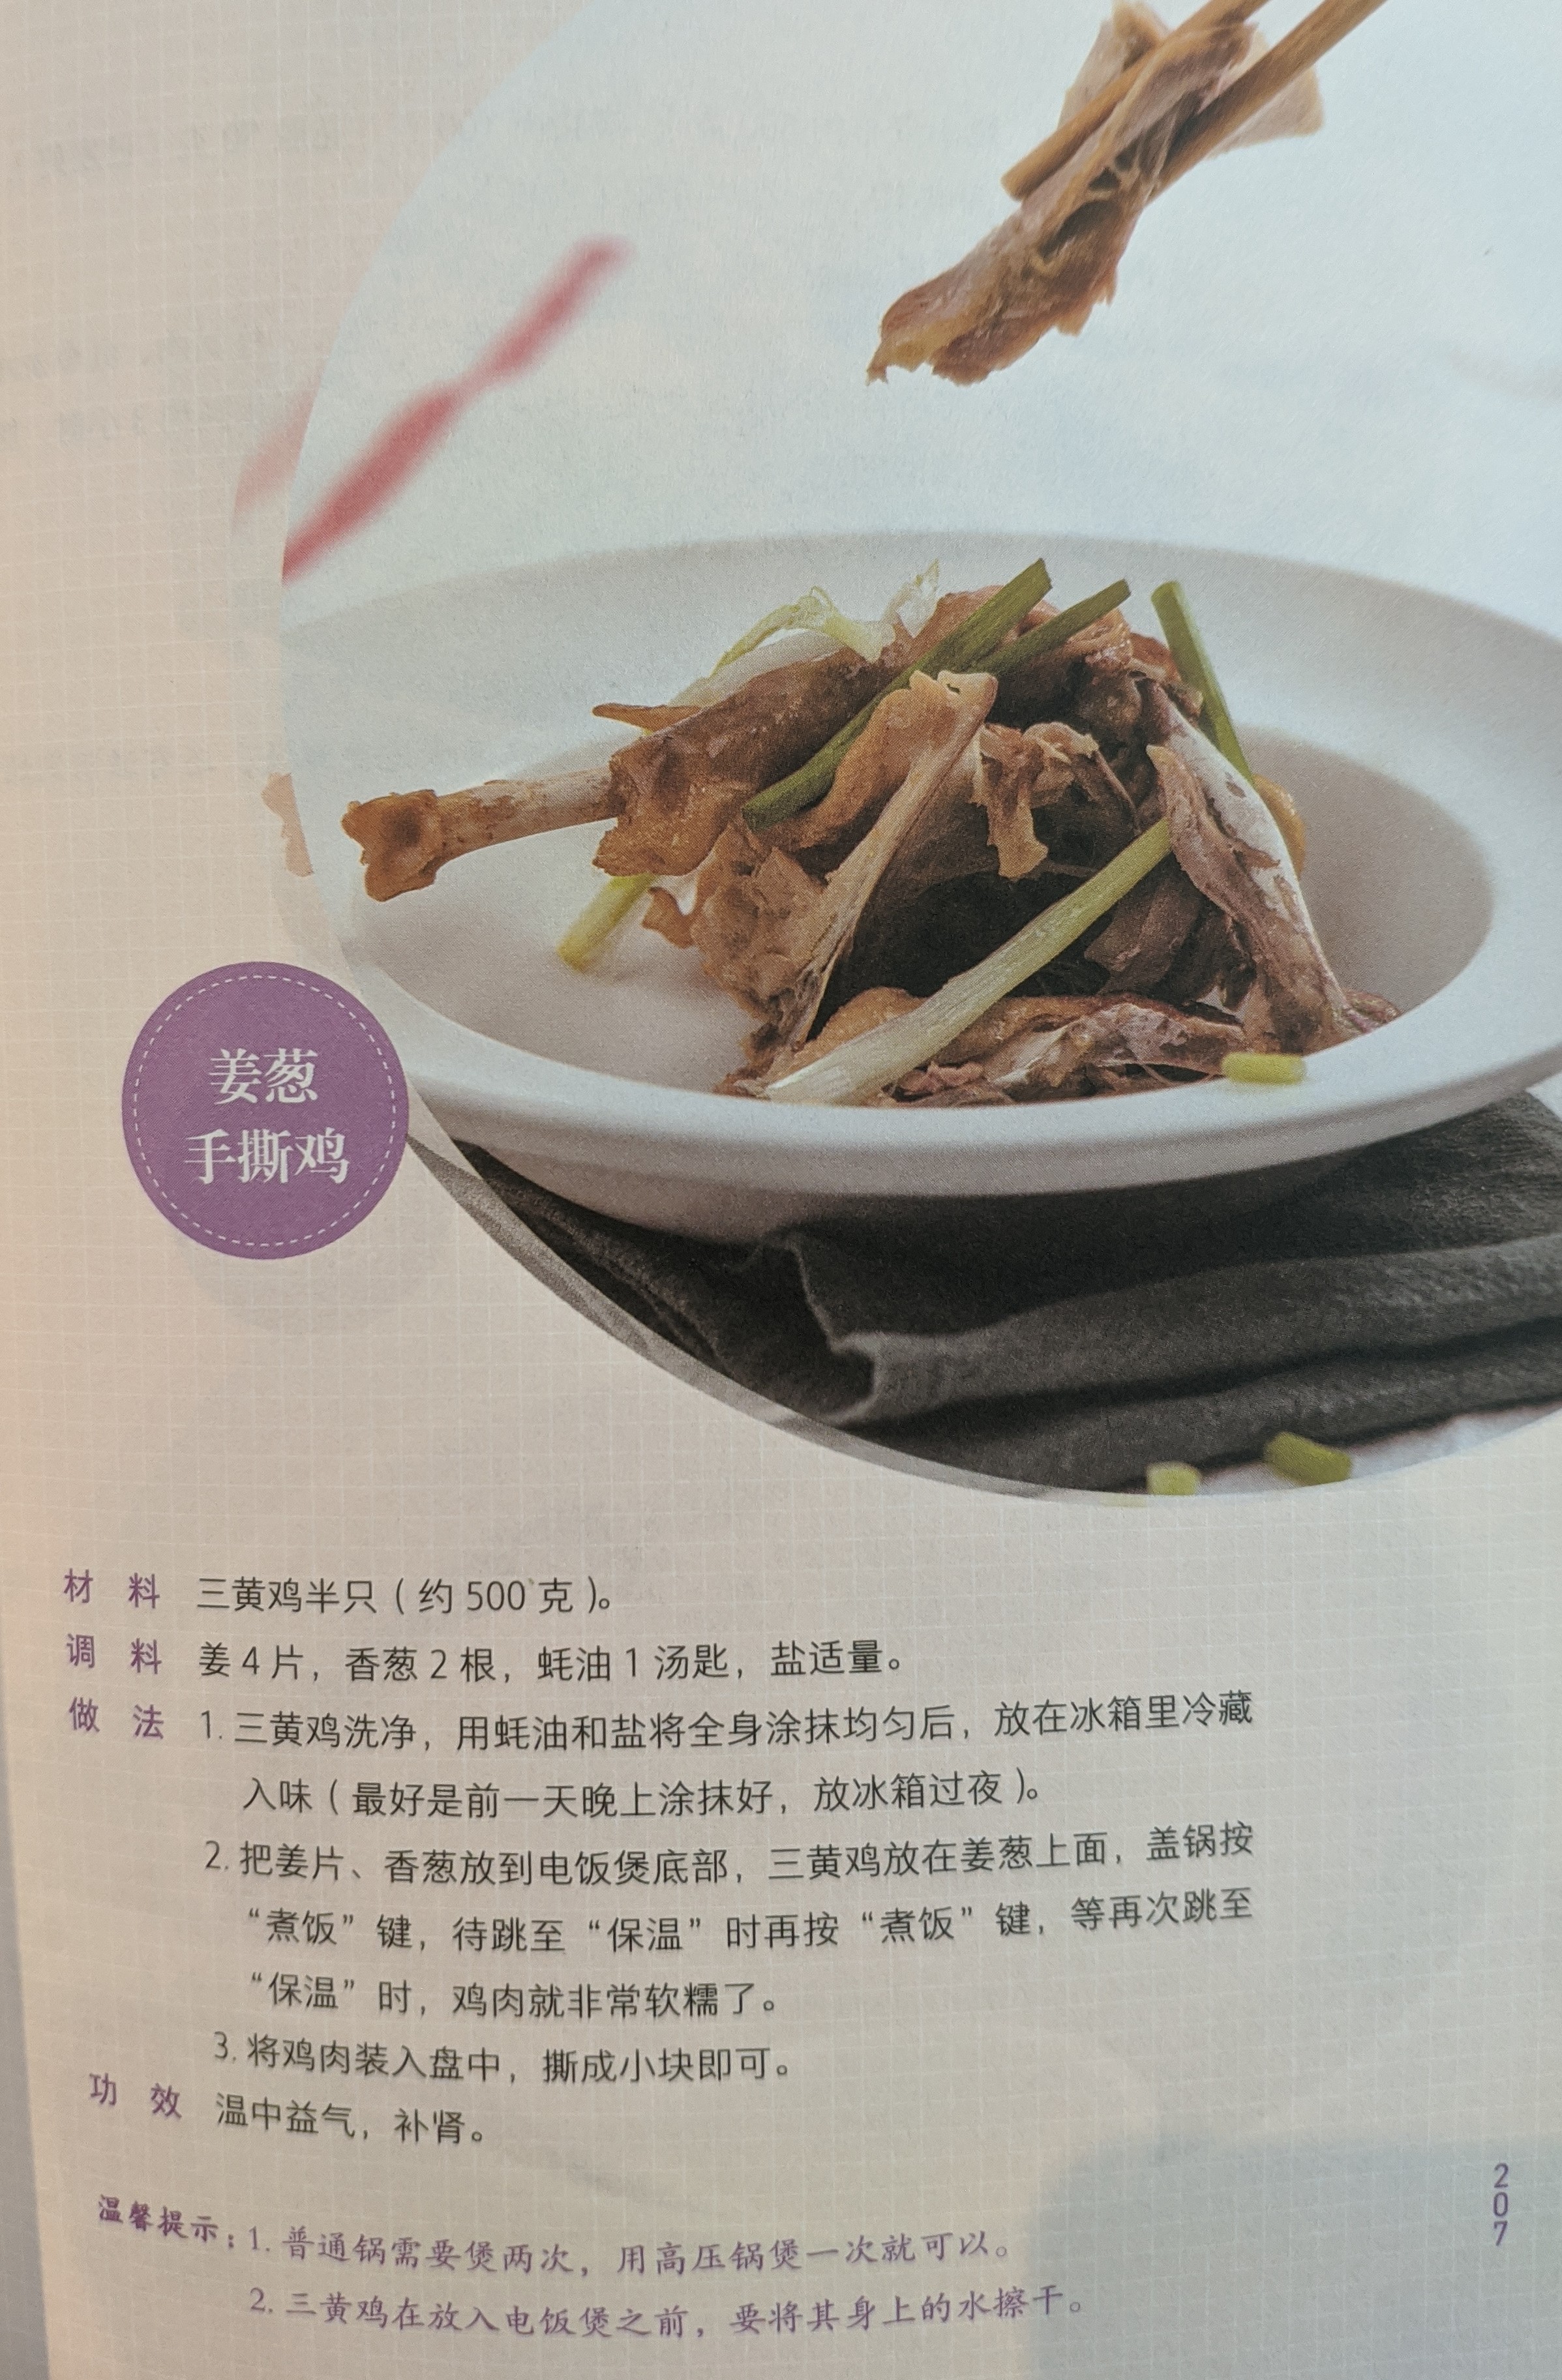 姜葱
手撕鸡
材 料 三黄鸡半只（约 500 克）。
调 料 姜 4 片，香葱 2 根，蚝油 1 汤匙，盐适量。
做 法 1. 三黄鸡洗净，用蚝油和盐将全身涂抹均匀后，放在冰箱里冷藏
入味（最好是前一天晚上涂抹好，放冰箱过夜）。
2. 把姜片、香葱放到电饭煲底部，三黄鸡放在姜葱上面，盖锅按
“煮饭”键，待跳至“保温”时再按“煮饭”键，等再次跳至
“保温”时，鸡肉就非常软糯了。
3. 将鸡肉装入盘中，撕成小块即可。
功 效 温中益气，补肾。
温馨提示：1. 普通锅需要煲两次，用高压锅煲一次就可以。
2. 三黄鸡在放入电饭煲之前，要将其身上的水擦干。
207